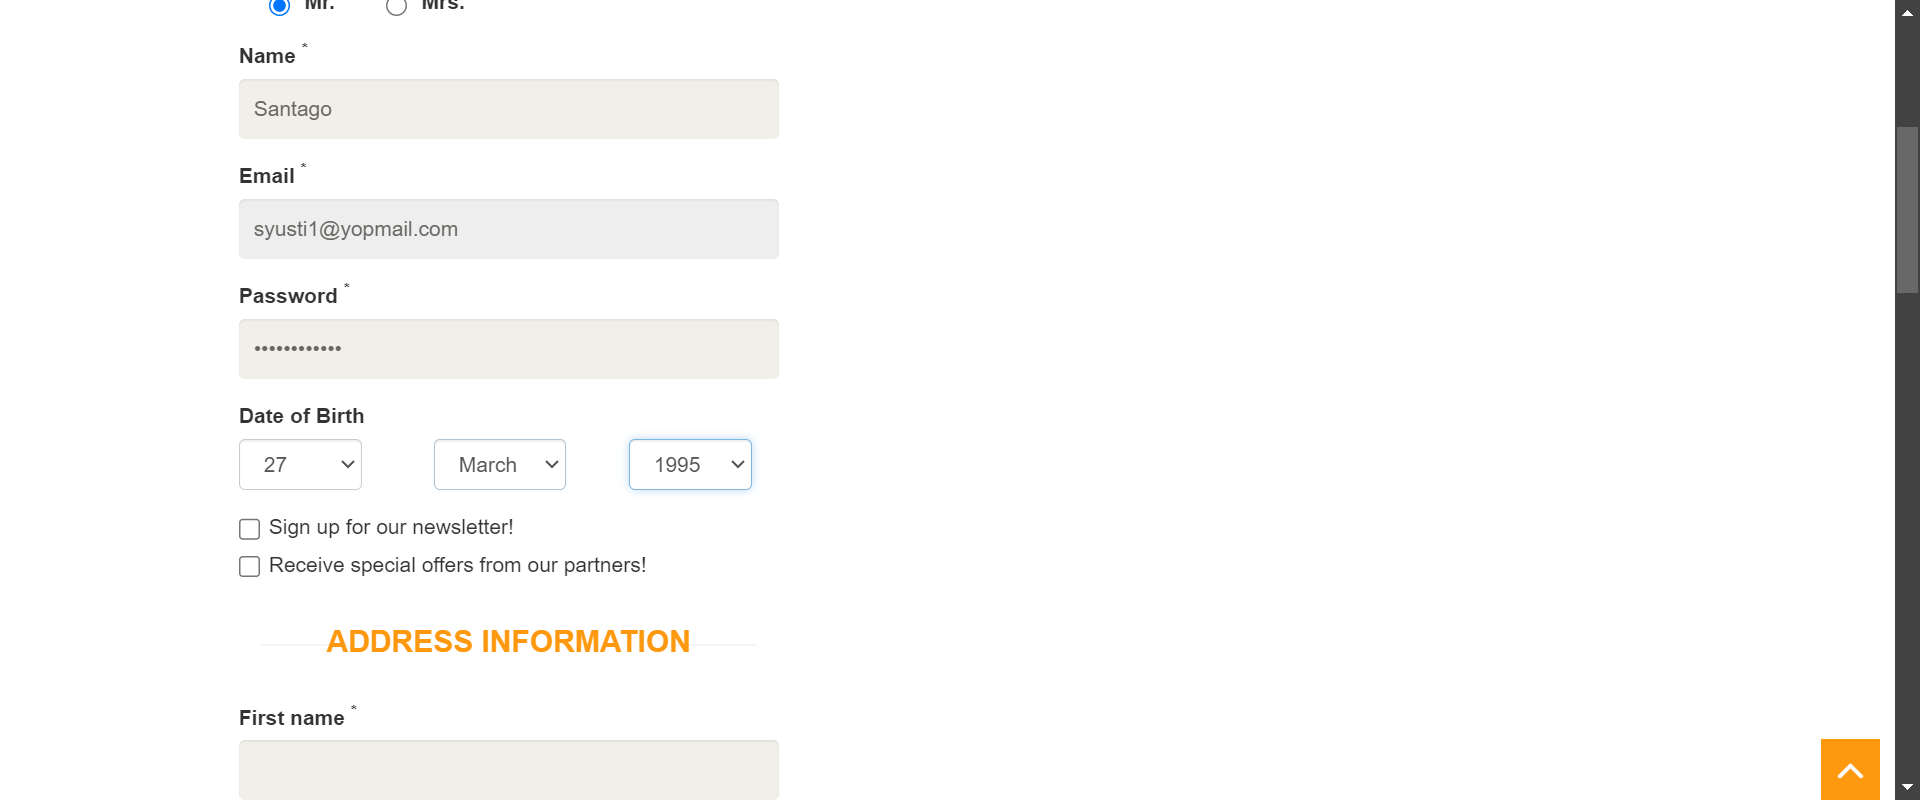 Mr. Mrs.
Name *
Santago
Email *
syusti1@yopmail.com
Password *
••••••••••••
Date of Birth
27 March 1995
Sign up for our newsletter!
Receive special offers from our partners!
ADDRESS INFORMATION
First name *